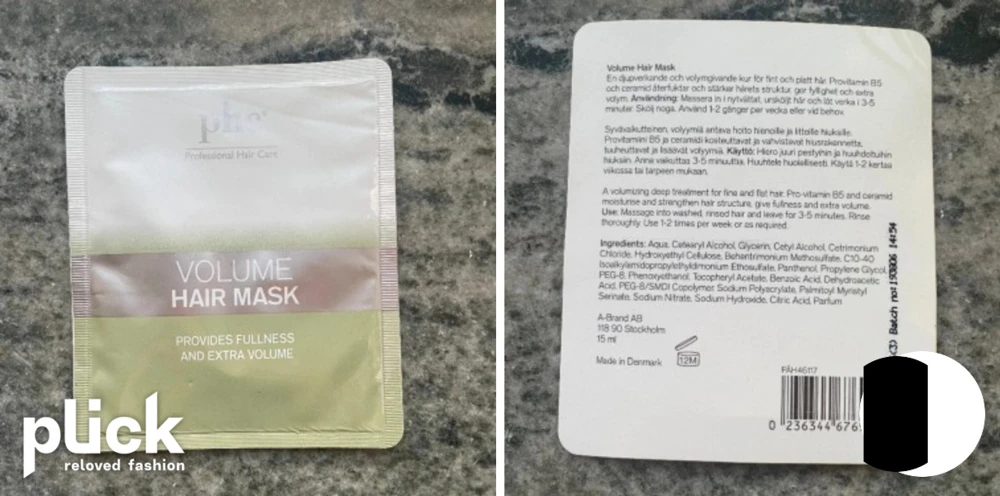 phc
Professional Hair Care
VOLUME
HAIR MASK
PROVIDES FULLNESS
AND EXTRA VOLUME
plick
reloved fashion
Volume Hair Mask
En djupverkande och volymgivande kur för fint och platt hår. Provitamin B5
och ceramid återfuktar och stärker hårets struktur, gör fyllighet och extra
volym. Användning: Massera in i nytvättat, ursköljt hår och låt verka i 3-5
minuter. Skölj noga. Använd 1-2 gånger per vecka eller vid behov.
Syvävaikutteinen, volyymiä antava hoito hienoille ja litteille hiuksille.
Provitamiini B5 ja ceramidi kosteuttavat ja vahvistavat hiusrakennetta,
tuuheuttavat ja lisäävät volyymiä. Käyttö: Hiero juuri pestyihin ja huuhdottuihin
hiuksiin. Anna vaikuttaa 3-5 minuuttia. Huuhtele huolellisesti. Käytä 1-2 kertaa
viikossa tai tarpeen mukaan.
A volumizing deep treatment for fine and flat hair. Pro-vitamin B5 and ceramid
moisturise and strengthen hair structure, give fullness and extra volume.
Use: Massage into washed, rinsed hair and leave for 3-5 minutes. Rinse
thoroughly. Use 1-2 times per week or as required.
Ingredients: Aqua, Cetearyl Alcohol, Glycerin, Cetyl Alcohol, Cetrimonium
Chloride, Hydroxyethyl Cellulose, Behentrimonium Methosulfate, C10-40
Isoalkylamidopropylethyldimonium Ethosulfate, Panthenol, Propylene Glycol,
PEG-8, Phenoxyethanol, Tocopheryl Acetate, Benzoic Acid, Dehydroacetic
Acid, PEG-8/SMDI Copolymer, Sodium Polyacrylate, Palmitoyl Myristyl
Serinate, Sodium Nitrate, Sodium Hydroxide, Citric Acid, Parfum
A-Brand AB
118 90 Stockholm
15 ml
Made in Denmark
12M
PÄH46117
0 236344 676
(3) Batch no: 193806 14:54